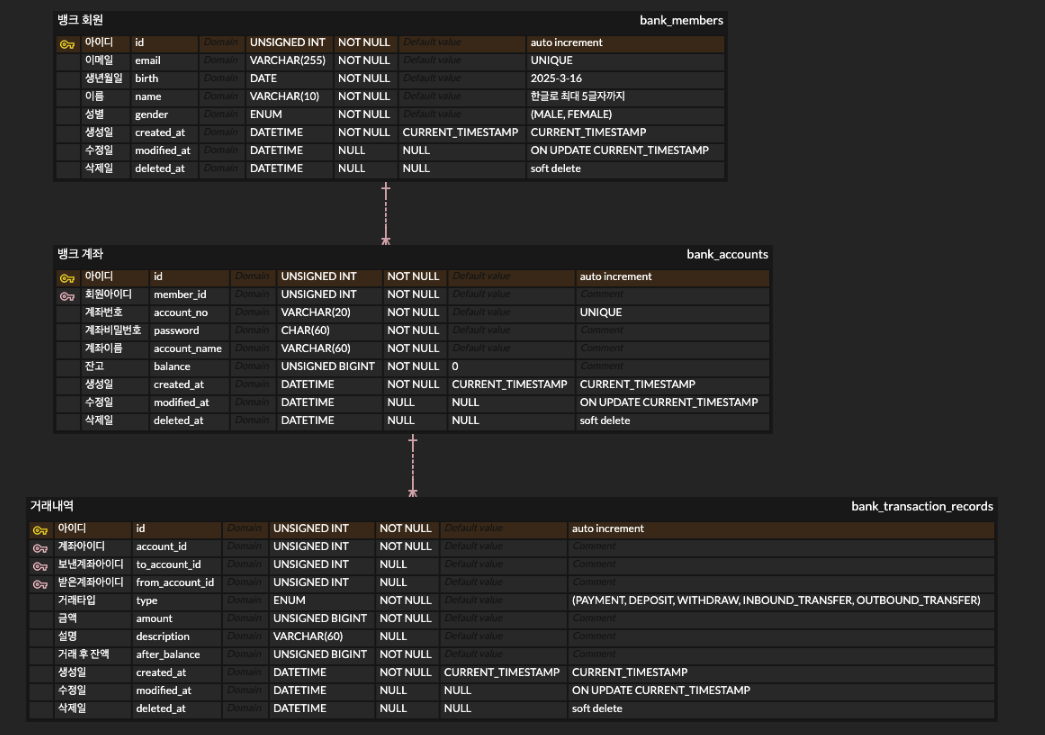 뱅크 회원 bank_members
아이디 id Domain UNSIGNED INT NOT NULL Default value auto increment
이메일 email Domain VARCHAR(255) NOT NULL Default value UNIQUE
생년월일 birth Domain DATE NOT NULL Default value 2025-3-16
이름 name Domain VARCHAR(10) NOT NULL Default value 한글로 최대 5글자까지
성별 gender Domain ENUM NOT NULL Default value (MALE, FEMALE)
생성일 created_at Domain DATETIME NOT NULL CURRENT_TIMESTAMP CURRENT_TIMESTAMP
수정일 modified_at Domain DATETIME NULL NULL ON UPDATE CURRENT_TIMESTAMP
삭제일 deleted_at Domain DATETIME NULL NULL soft delete
뱅크 계좌 bank_accounts
아이디 id Domain UNSIGNED INT NOT NULL Default value auto increment
회원아이디 member_id Domain UNSIGNED INT NOT NULL Default value Comment
계좌번호 account_no Domain VARCHAR(20) NOT NULL Default value UNIQUE
계좌비밀번호 password Domain CHAR(60) NOT NULL Default value Comment
계좌이름 account_name Domain VARCHAR(60) NOT NULL Default value Comment
잔고 balance Domain UNSIGNED BIGINT NOT NULL 0 Comment
생성일 created_at Domain DATETIME NOT NULL CURRENT_TIMESTAMP CURRENT_TIMESTAMP
수정일 modified_at Domain DATETIME NULL NULL ON UPDATE CURRENT_TIMESTAMP
삭제일 deleted_at Domain DATETIME NULL NULL soft delete
거래내역 bank_transaction_records
아이디 id Domain UNSIGNED INT NOT NULL Default value auto increment
계좌아이디 account_id Domain UNSIGNED INT NOT NULL Default value Comment
보낸계좌아이디 to_account_id Domain UNSIGNED INT NULL Default value Comment
받은계좌아이디 from_account_id Domain UNSIGNED INT NULL Default value Comment
거래타입 type Domain ENUM NOT NULL Default value (PAYMENT, DEPOSIT, WITHDRAW, INBOUND_TRANSFER, OUTBOUND_TRANSFER)
금액 amount Domain UNSIGNED BIGINT NOT NULL Default value Comment
설명 description Domain VARCHAR(60) NULL Default value Comment
거래 후 잔액 after_balance Domain UNSIGNED BIGINT NOT NULL Default value Comment
생성일 created_at Domain DATETIME NOT NULL CURRENT_TIMESTAMP CURRENT_TIMESTAMP
수정일 modified_at Domain DATETIME NULL NULL ON UPDATE CURRENT_TIMESTAMP
삭제일 deleted_at Domain DATETIME NULL NULL soft delete